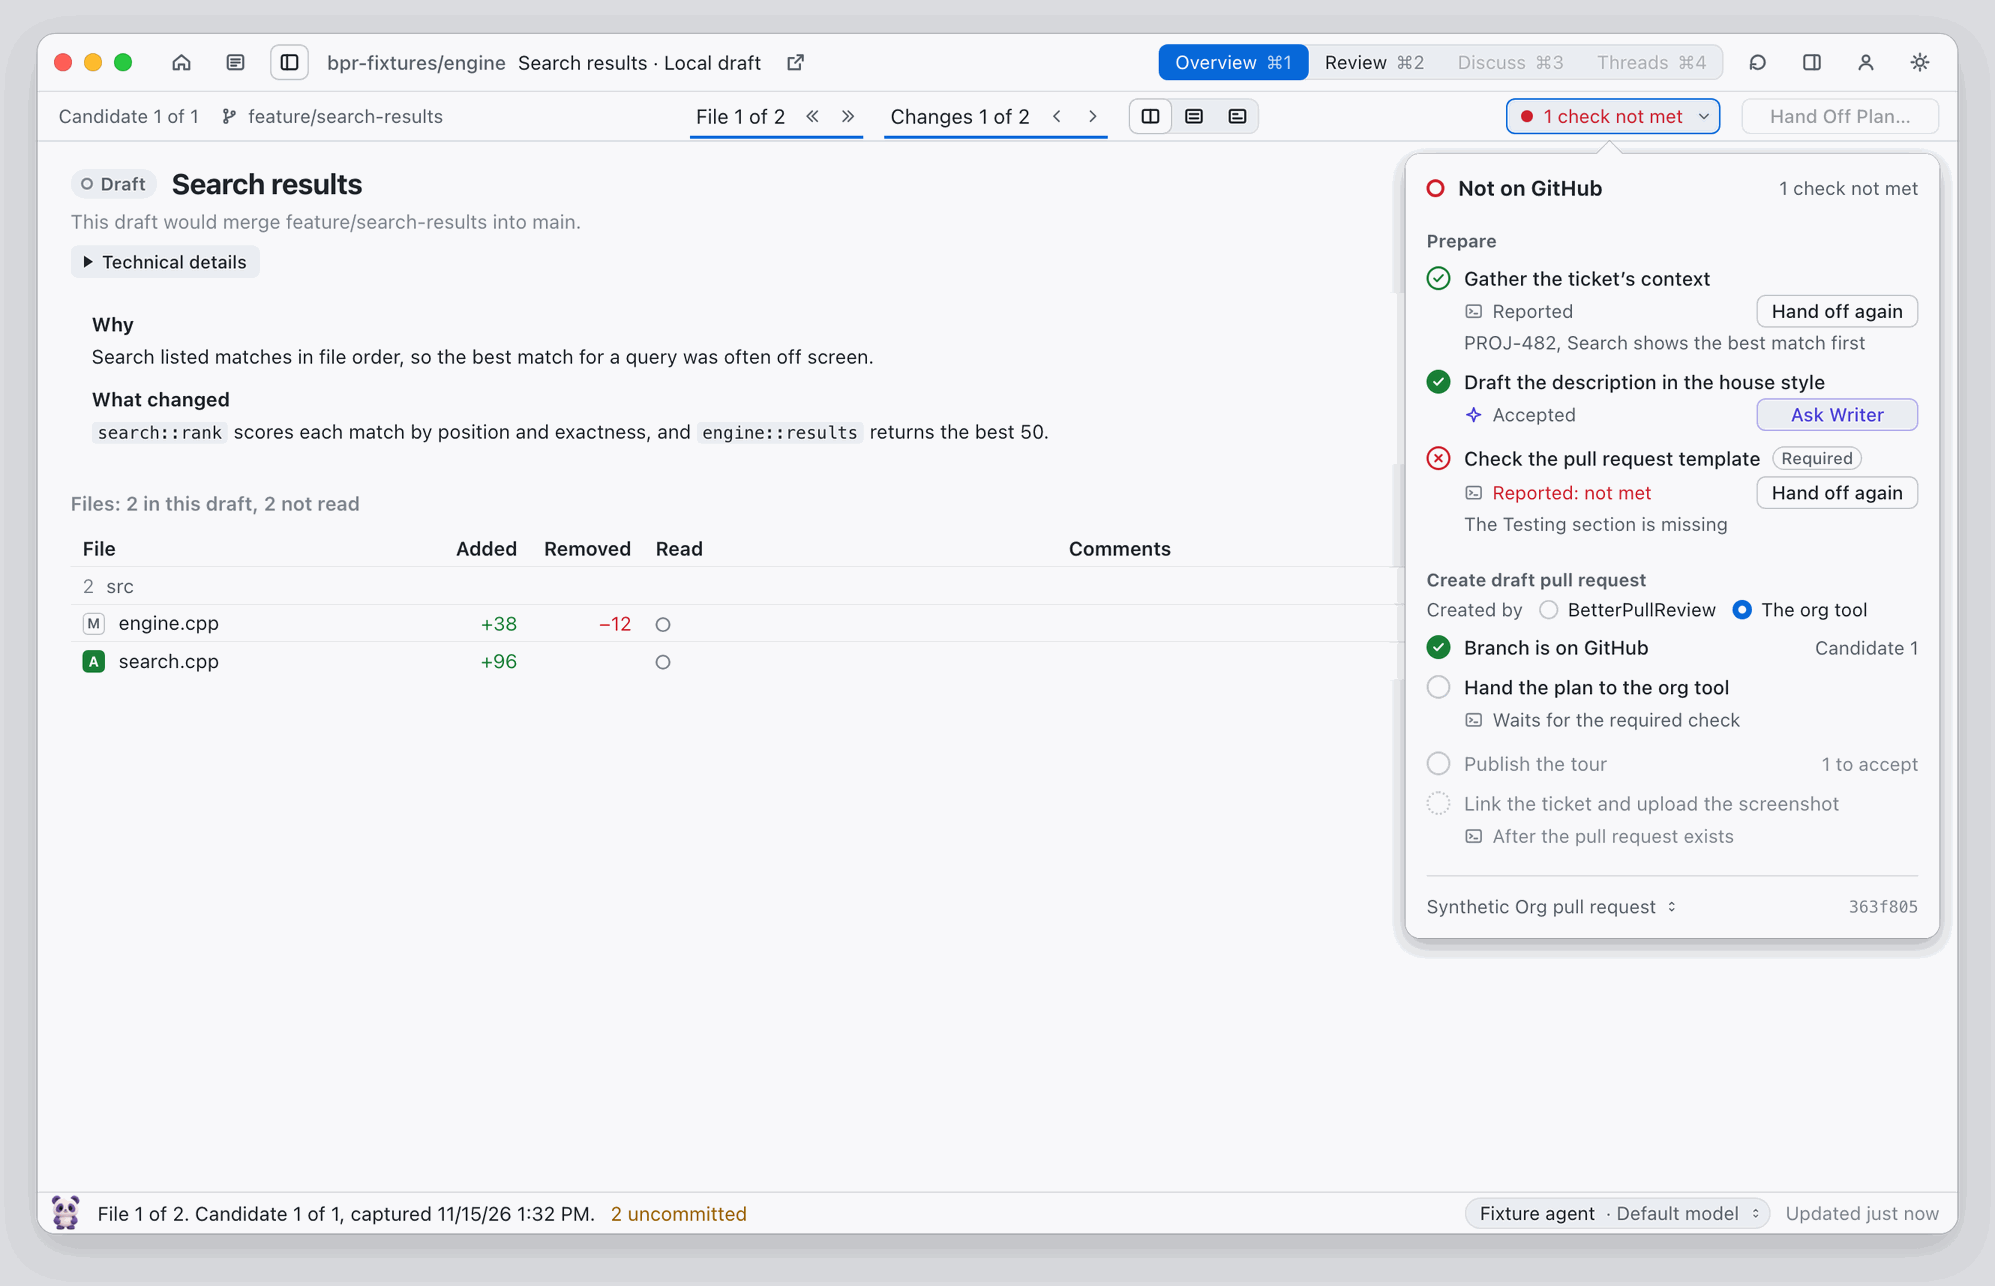 bpr-fixtures/engine Search results · Local draft
Overview ⌘1 Review ⌘2 Discuss ⌘3 Threads ⌘4
Candidate 1 of 1 feature/search-results
File 1 of 2 Changes 1 of 2
1 check not met Hand Off Plan...
Draft Search results
This draft would merge feature/search-results into main.
Technical details
Why
Search listed matches in file order, so the best match for a query was often off screen.
What changed
search::rank scores each match by position and exactness, and engine::results returns the best 50.
Files: 2 in this draft, 2 not read
File Added Removed Read Comments
2 src
M engine.cpp +38 −12
A search.cpp +96
Not on GitHub 1 check not met
Prepare
Gather the ticket’s context
Reported Hand off again
PROJ-482, Search shows the best match first
Draft the description in the house style
Accepted Ask Writer
Check the pull request template Required
Reported: not met Hand off again
The Testing section is missing
Create draft pull request
Created by BetterPullReview The org tool
Branch is on GitHub Candidate 1
Hand the plan to the org tool
Waits for the required check
Publish the tour 1 to accept
Link the ticket and upload the screenshot
After the pull request exists
Synthetic Org pull request 363f805
File 1 of 2. Candidate 1 of 1, captured 11/15/26 1:32 PM. 2 uncommitted
Fixture agent · Default model Updated just now